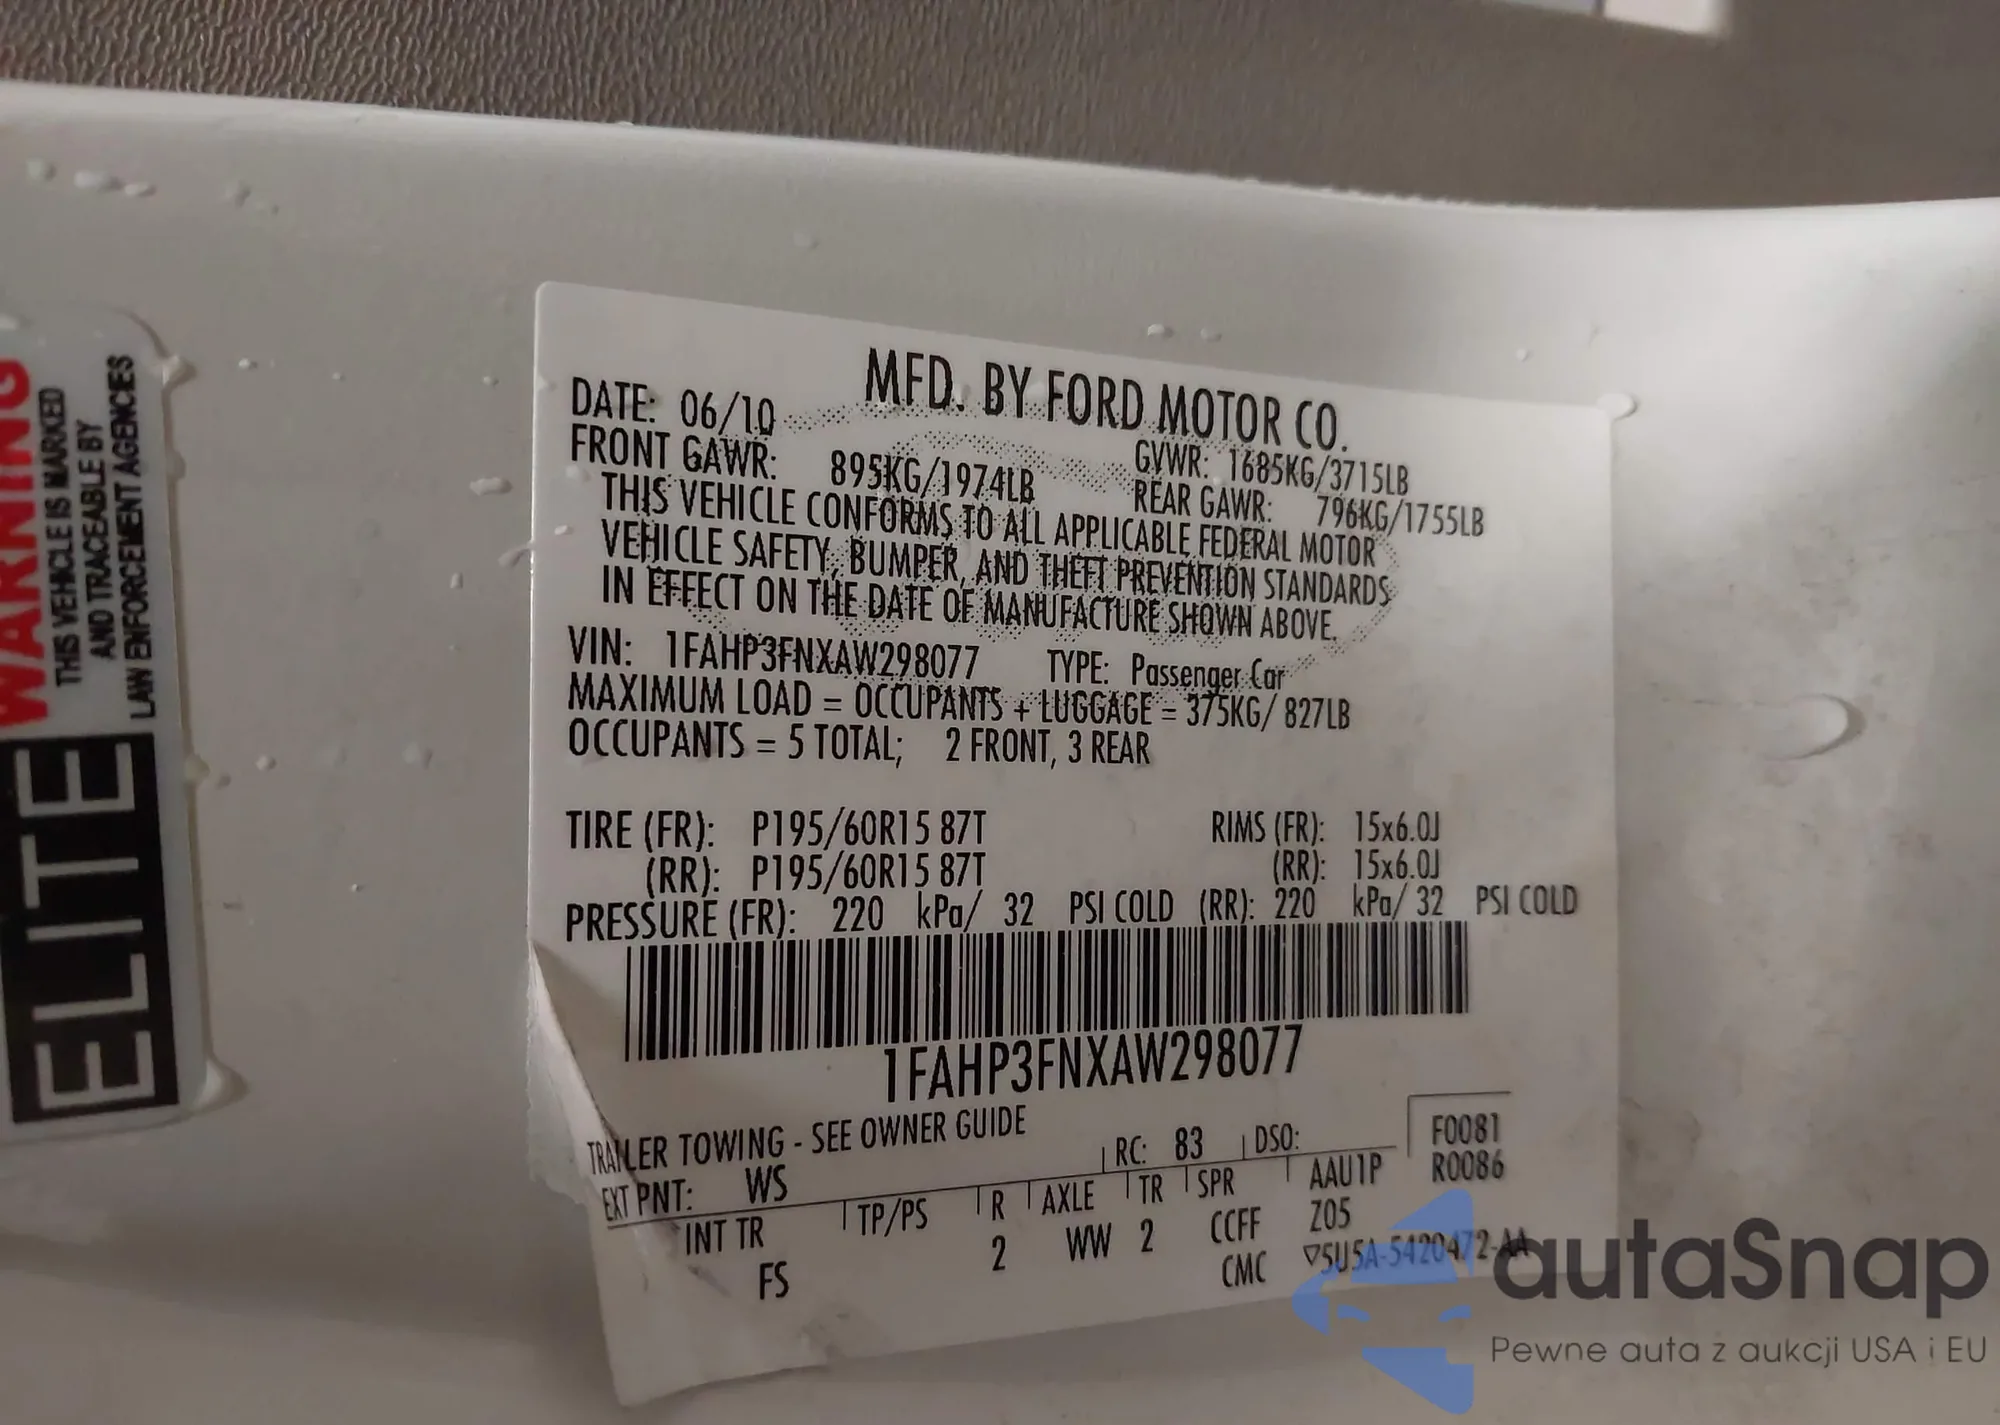 WARNING
THIS VEHICLE IS MARKED
AND TRACEABLE BY
LAW ENFORCEMENT AGENCIES
ELITE
MFD. BY FORD MOTOR CO.
DATE: 06/10
GVWR: 1685KG/3715LB
FRONT GAWR: 895KG/1974LB
REAR GAWR: 796KG/1755LB
THIS VEHICLE CONFORMS TO ALL APPLICABLE FEDERAL MOTOR
VEHICLE SAFETY, BUMPER, AND THEFT PREVENTION STANDARDS
IN EFFECT ON THE DATE OF MANUFACTURE SHOWN ABOVE.
VIN: 1FAHP3FNXAW298077 TYPE: Passenger Car
MAXIMUM LOAD = OCCUPANTS + LUGGAGE = 375KG/ 827LB
OCCUPANTS = 5 TOTAL; 2 FRONT, 3 REAR
TIRE (FR): P195/60R15 87T RIMS (FR): 15x6.0J
(RR): P195/60R15 87T (RR): 15x6.0J
PRESSURE (FR): 220 kPa/ 32 PSI COLD (RR): 220 kPa/ 32 PSI COLD
1FAHP3FNXAW298077
TRAILER TOWING - SEE OWNER GUIDE
F0081
EXT PNT: WS RC: 83 DSO: R0086
INT TR TP/PS R AXLE TR SPR AAU1P
FS 2 WW 2 CCFF Z05
CMC ▽5U5A-5420472-AA
autaSnap
Pewne auta z aukcji USA i EU